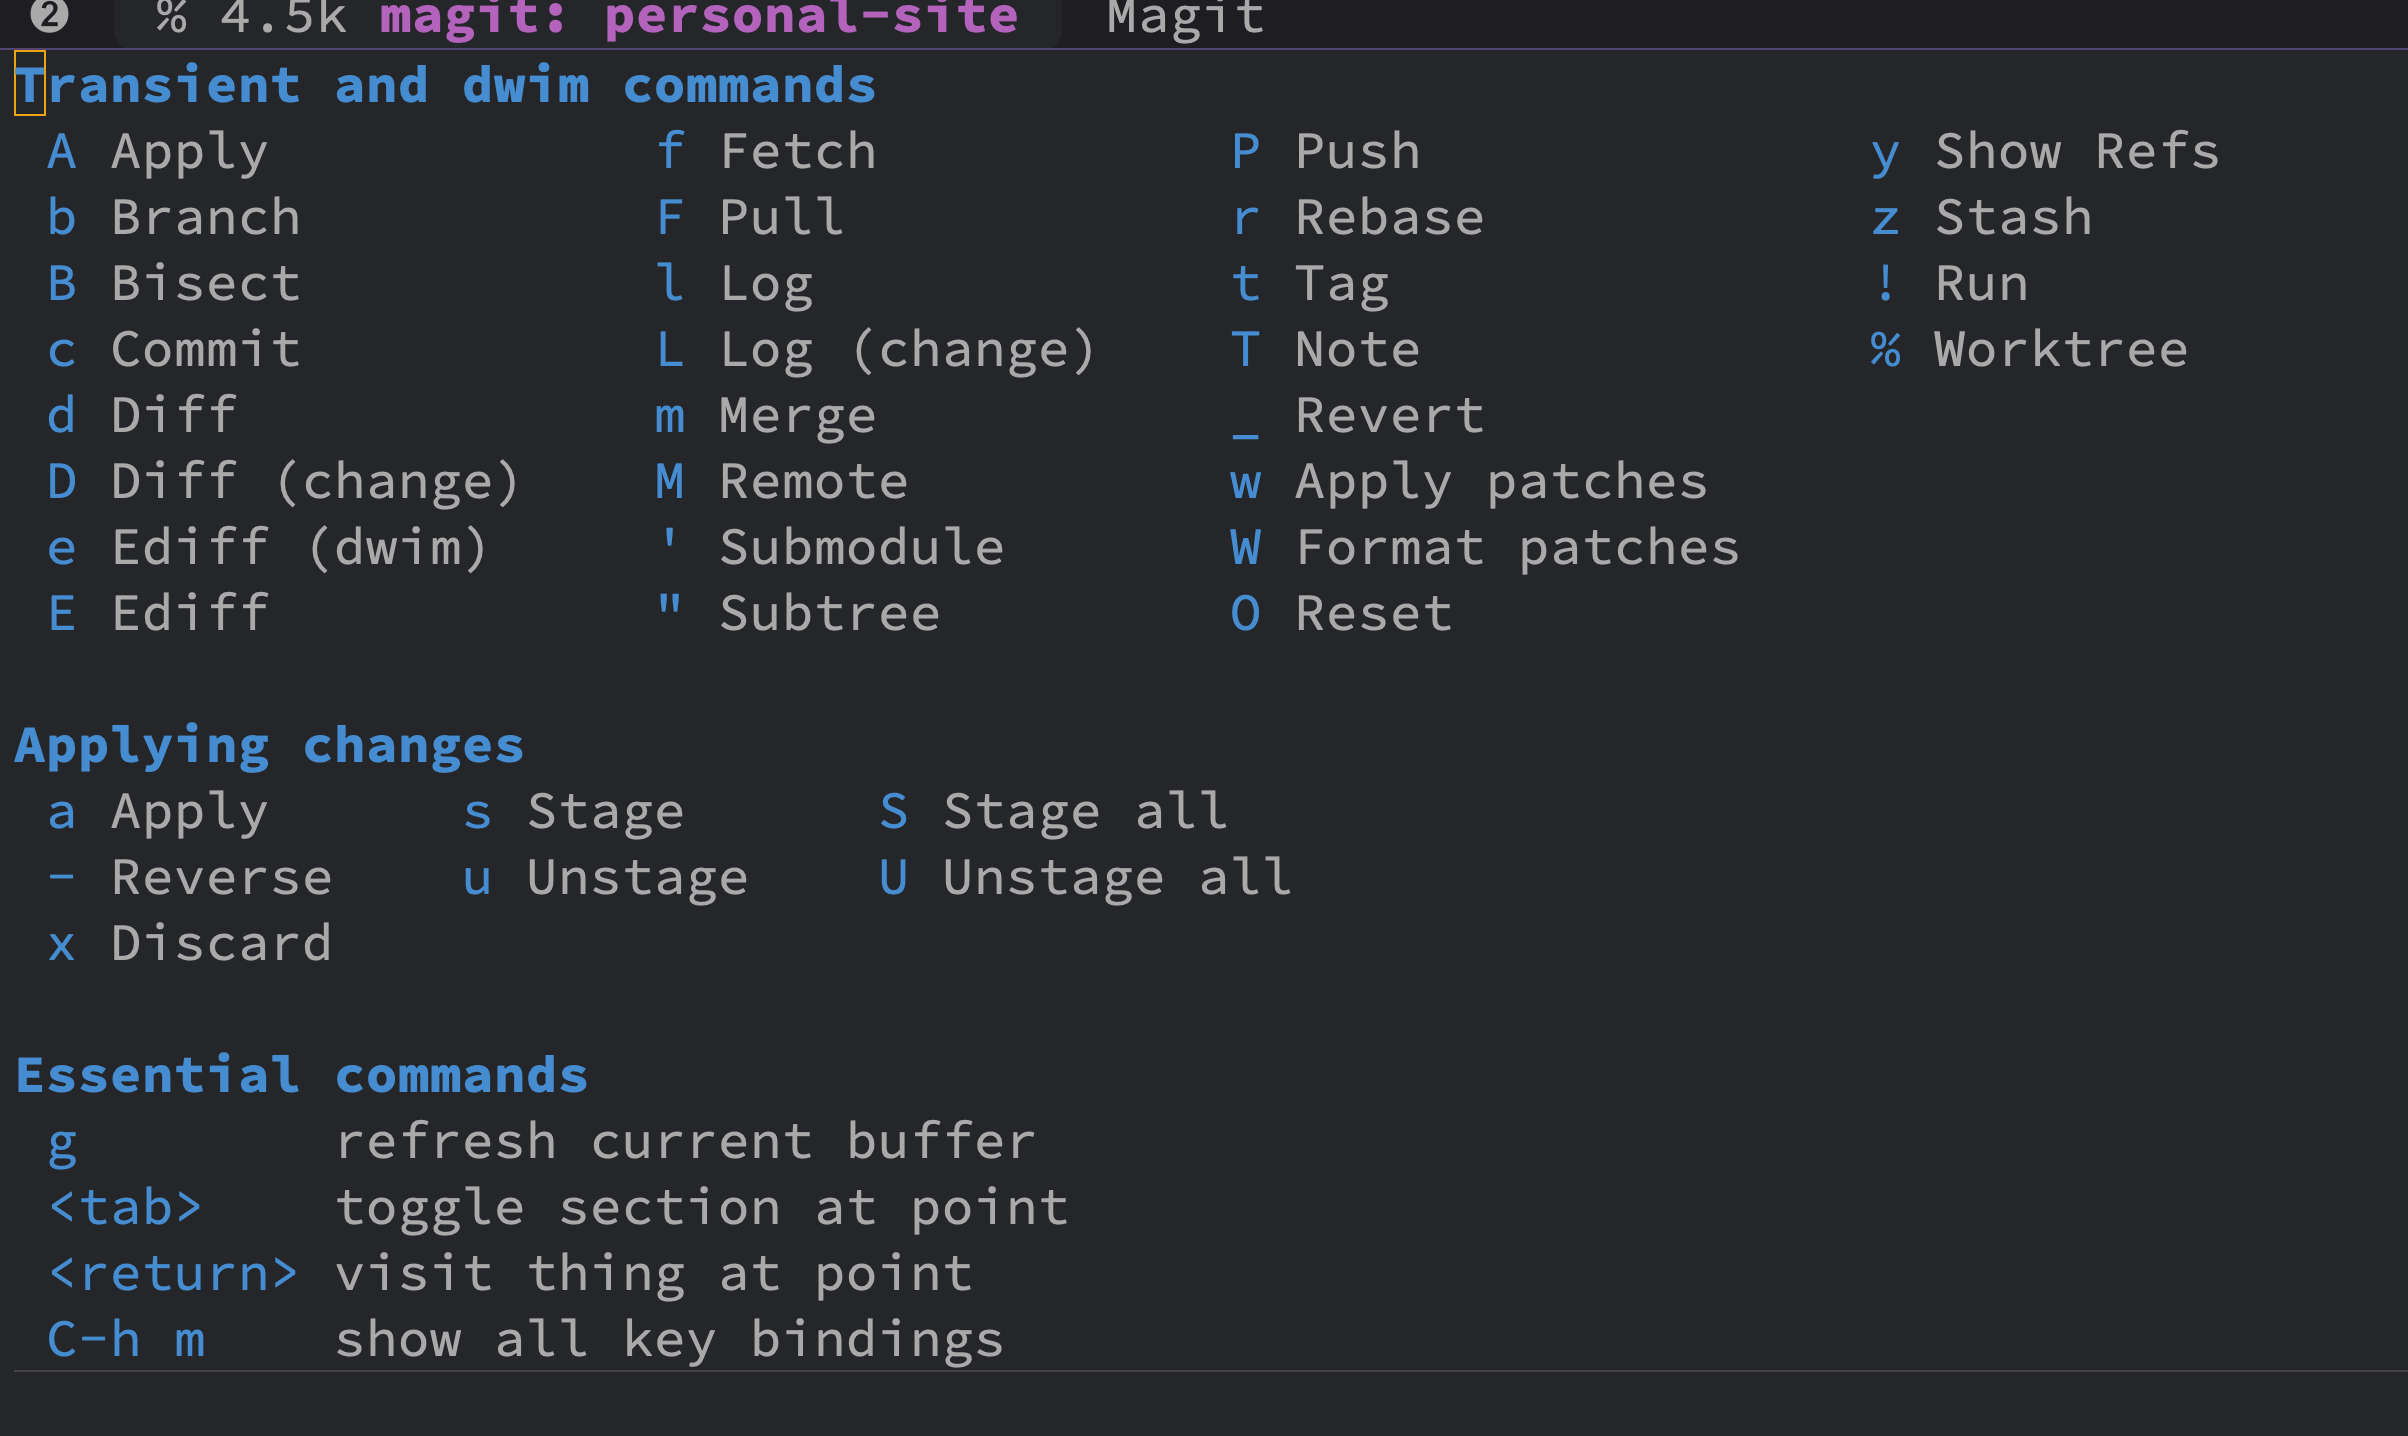 2 % 4.5k magit: personal-site Magit
Transient and dwim commands
A Apply f Fetch P Push y Show Refs
b Branch F Pull r Rebase z Stash
B Bisect l Log t Tag ! Run
c Commit L Log (change) T Note % Worktree
d Diff m Merge _ Revert
D Diff (change) M Remote w Apply patches
e Ediff (dwim) ' Submodule W Format patches
E Ediff " Subtree O Reset
Applying changes
a Apply s Stage S Stage all
- Reverse u Unstage U Unstage all
x Discard
Essential commands
g refresh current buffer
<tab> toggle section at point
<return> visit thing at point
C-h m show all key bindings